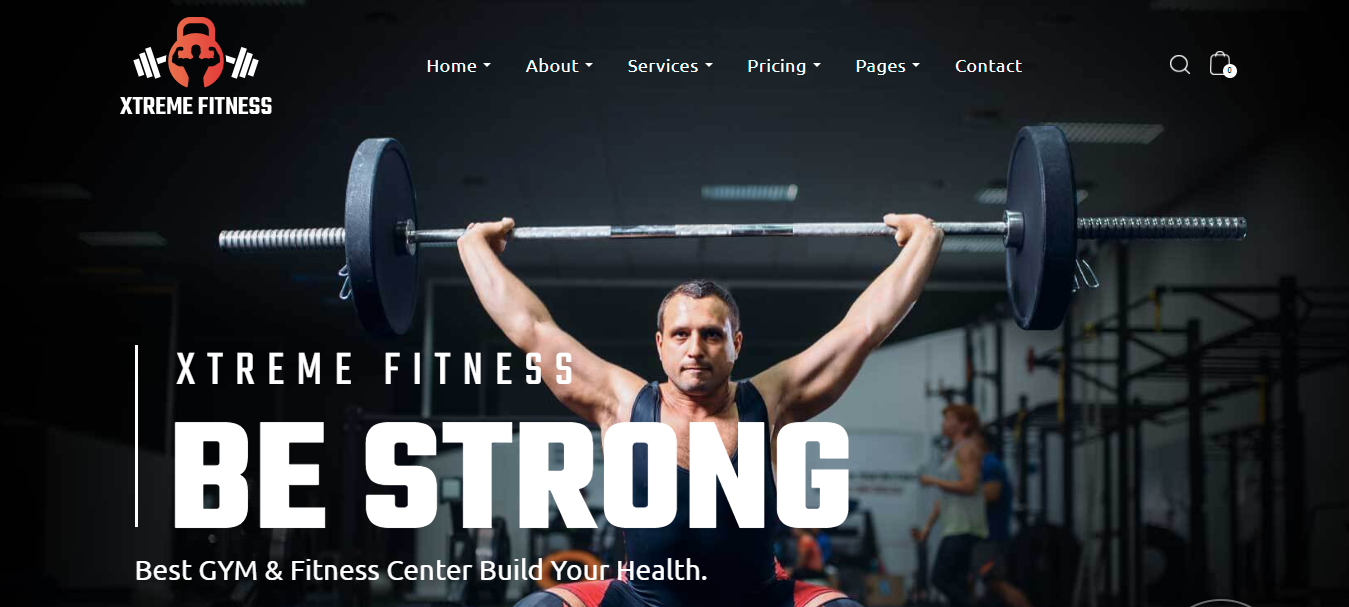 XTREME FITNESS
Home
About
Services
Pricing
Pages
Contact
0
XTREME FITNESS
BE STRONG
Best GYM & Fitness Center Build Your Health.